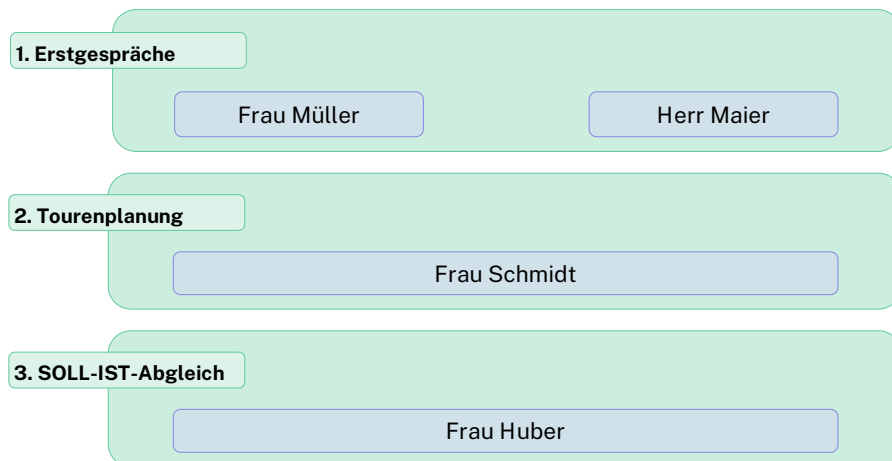 1. Erstgespräche
Frau Müller
Herr Maier
2. Tourenplanung
Frau Schmidt
3. SOLL-IST-Abgleich
Frau Huber